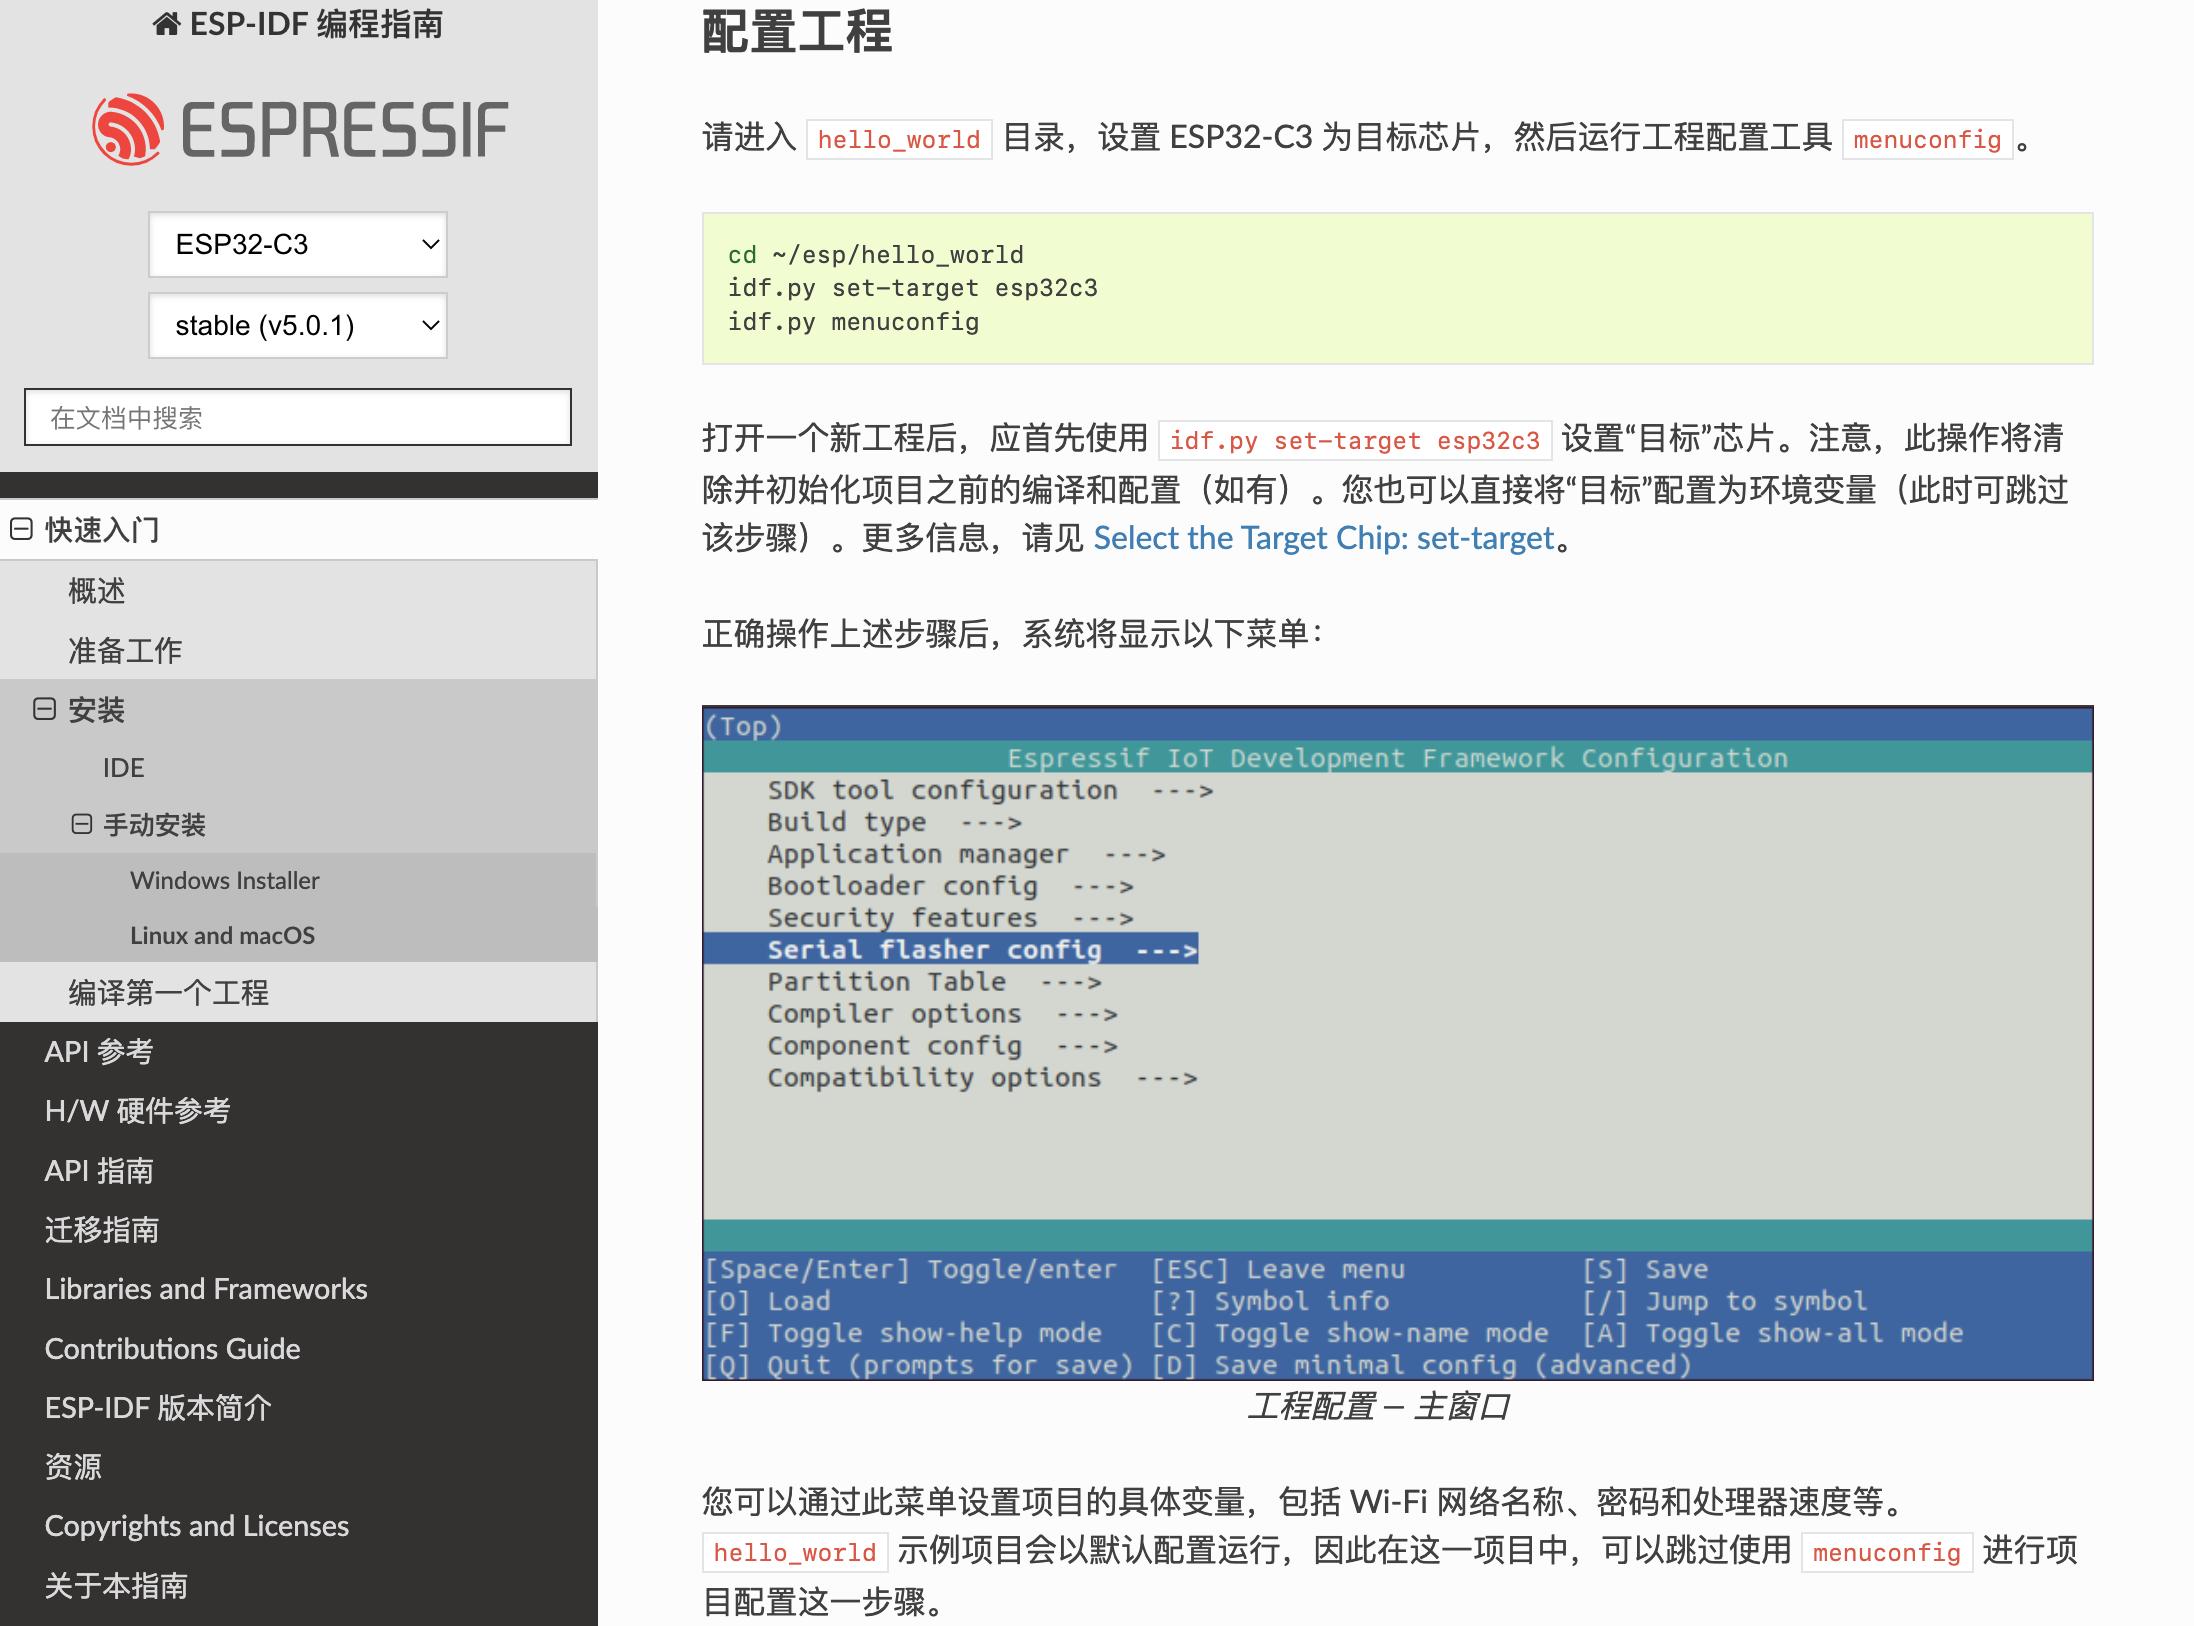 ESP-IDF 编程指南
ESPRESSIF
ESP32-C3
stable (v5.0.1)
在文档中搜索
快速入门
概述
准备工作
安装
IDE
手动安装
Windows Installer
Linux and macOS
编译第一个工程
API 参考
H/W 硬件参考
API 指南
迁移指南
Libraries and Frameworks
Contributions Guide
ESP-IDF 版本简介
资源
Copyrights and Licenses
关于本指南
配置工程
请进入 hello_world 目录，设置 ESP32-C3 为目标芯片，然后运行工程配置工具 menuconfig 。
cd ~/esp/hello_world
idf.py set-target esp32c3
idf.py menuconfig
打开一个新工程后，应首先使用 idf.py set-target esp32c3 设置“目标”芯片。注意，此操作将清
除并初始化项目之前的编译和配置（如有）。您也可以直接将“目标”配置为环境变量（此时可跳过
该步骤）。更多信息，请见 Select the Target Chip: set-target。
正确操作上述步骤后，系统将显示以下菜单：
(Top)
Espressif IoT Development Framework Configuration
SDK tool configuration --->
Build type --->
Application manager --->
Bootloader config --->
Security features --->
Serial flasher config --->
Partition Table --->
Compiler options --->
Component config --->
Compatibility options --->
[Space/Enter] Toggle/enter [ESC] Leave menu [S] Save
[O] Load [?] Symbol info [/] Jump to symbol
[F] Toggle show-help mode [C] Toggle show-name mode [A] Toggle show-all mode
[Q] Quit (prompts for save) [D] Save minimal config (advanced)
工程配置 – 主窗口
您可以通过此菜单设置项目的具体变量，包括 Wi-Fi 网络名称、密码和处理器速度等。
hello_world 示例项目会以默认配置运行，因此在这一项目中，可以跳过使用 menuconfig 进行项
目配置这一步骤。